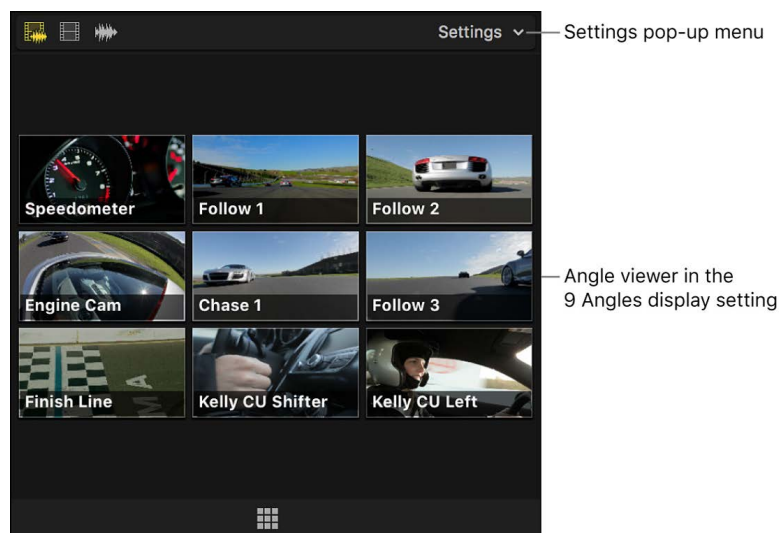 Settings
Settings pop-up menu
Speedometer
Follow 1
Follow 2
Engine Cam
Chase 1
Follow 3
Angle viewer in the
9 Angles display setting
Finish Line
Kelly CU Shifter
Kelly CU Left